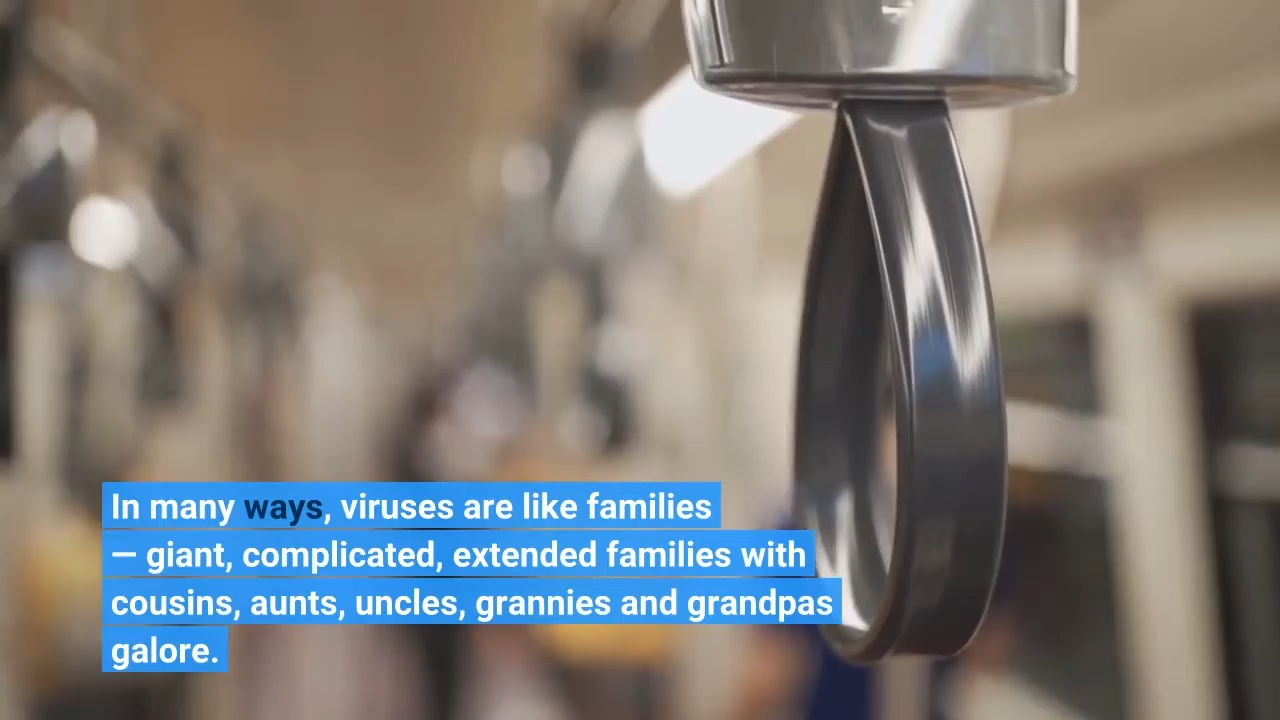 In many ways, viruses are like families
— giant, complicated, extended families with
cousins, aunts, uncles, grannies and grandpas
galore.